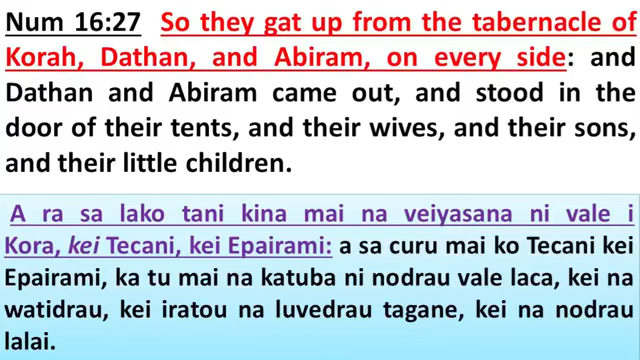 Num 16:27 So they gat up from the tabernacle of
Korah, Dathan, and Abiram, on every side: and
Dathan and Abiram came out, and stood in the
door of their tents, and their wives, and their sons,
and their little children.
A ra sa lako tani kina mai na veiyasana ni vale i
Kora, kei Tecani, kei Epairami: a sa curu mai ko Tecani kei
Epairami, ka tu mai na katuba ni nodrau vale laca, kei na
watidrau, kei iratou na luvedrau tagane, kei na nodrau
lalai.